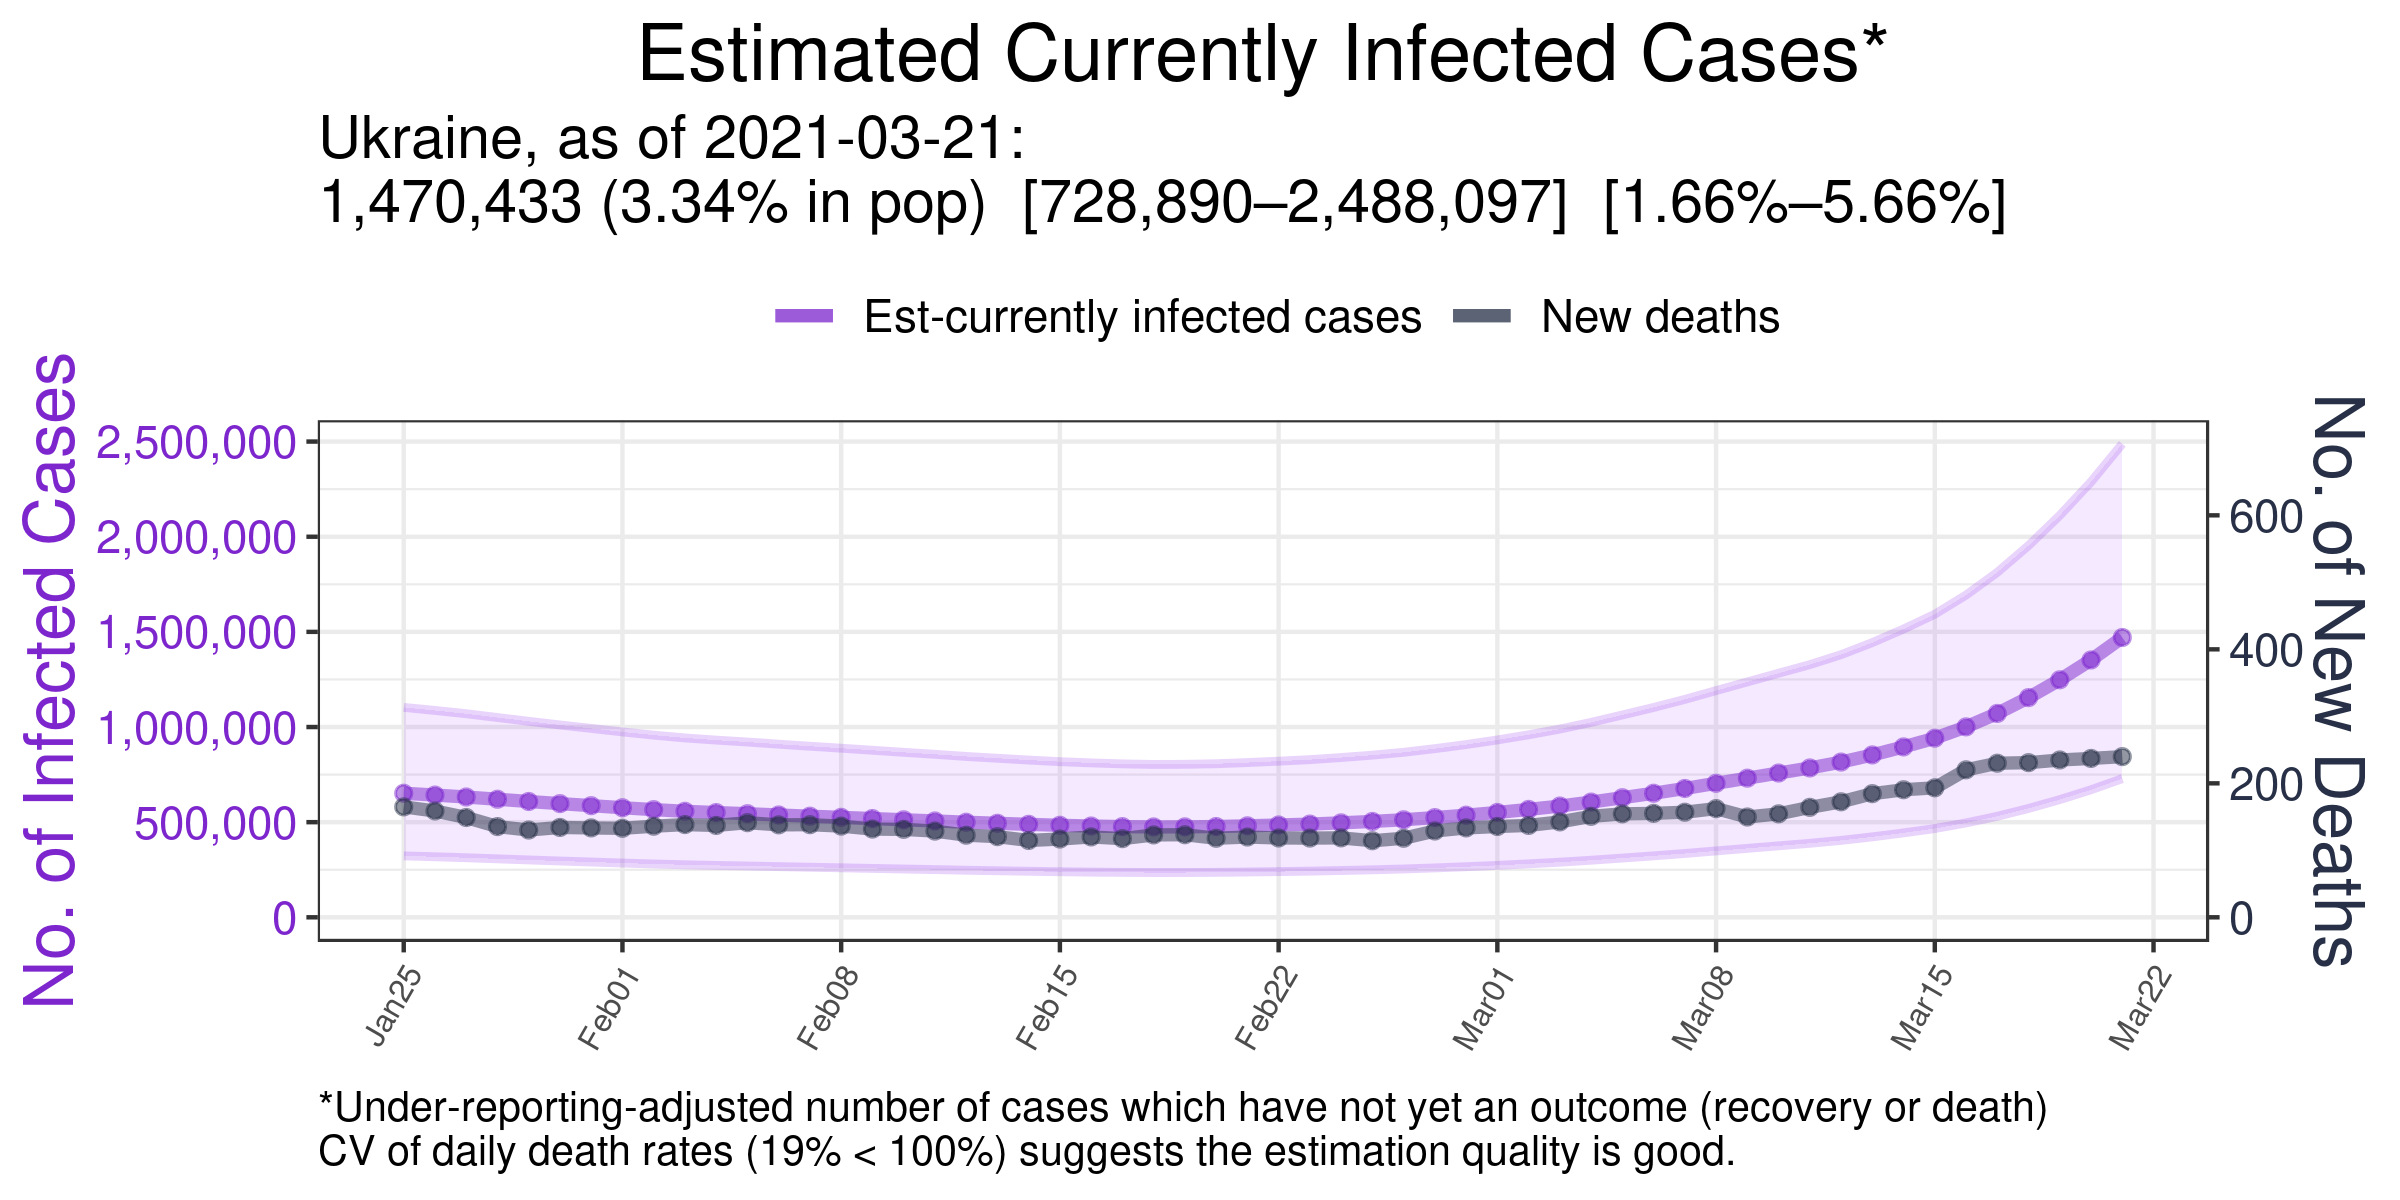 Estimated Currently Infected Cases*
Ukraine, as of 2021-03-21:
1,470,433 (3.34% in pop)  [728,890–2,488,097]  [1.66%–5.66%]
Est-currently infected cases
New deaths
No. of Infected Cases
2,500,000
2,000,000
1,500,000
1,000,000
500,000
0
No. of New Deaths
600
400
200
0
Jan25
Feb01
Feb08
Feb15
Feb22
Mar01
Mar08
Mar15
Mar22
*Under-reporting-adjusted number of cases which have not yet an outcome (recovery or death)
CV of daily death rates (19% < 100%) suggests the estimation quality is good.